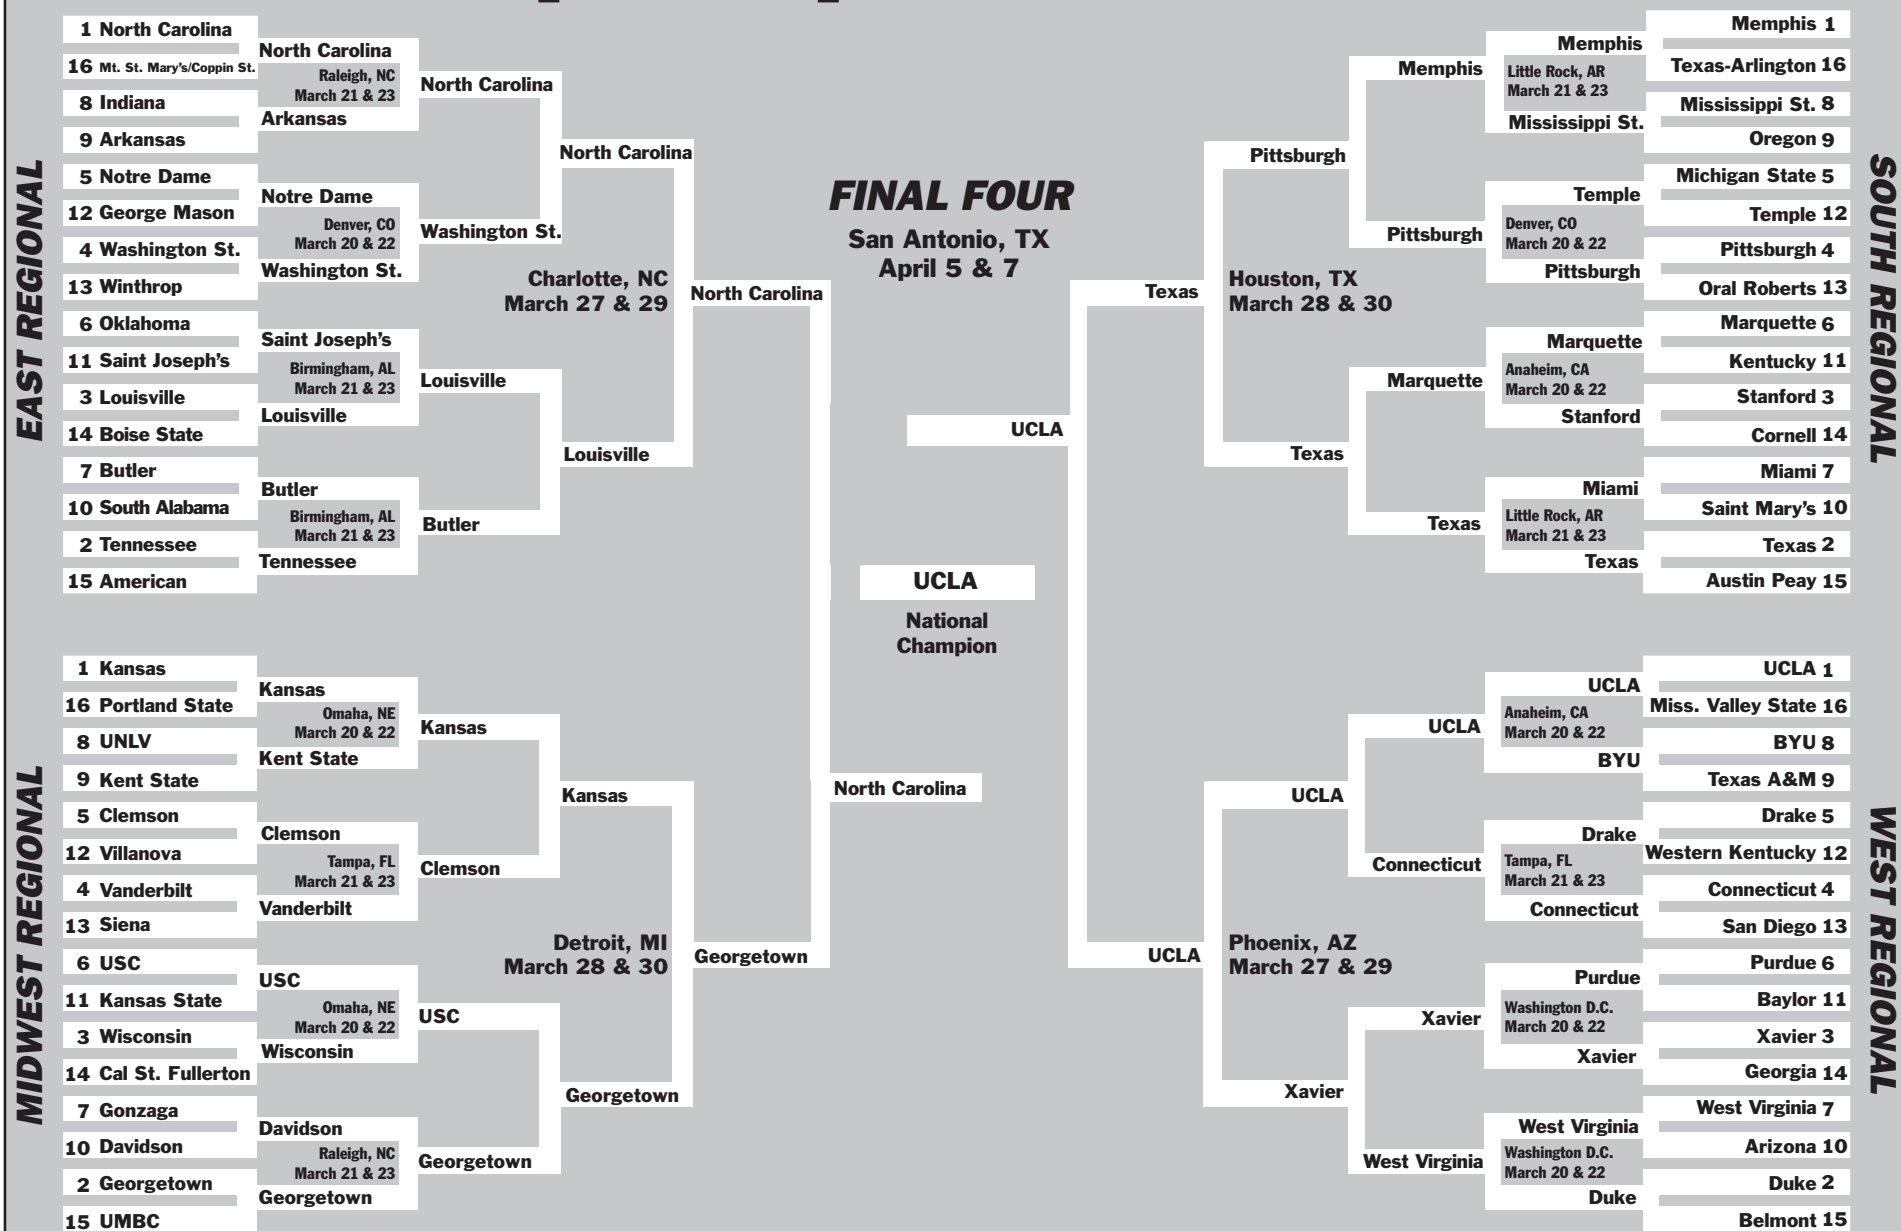 EAST REGIONAL
1 North Carolina
16 Mt. St. Mary's/Coppin St.
8 Indiana
9 Arkansas
5 Notre Dame
12 George Mason
4 Washington St.
13 Winthrop
6 Oklahoma
11 Saint Joseph's
3 Louisville
14 Boise State
7 Butler
10 South Alabama
2 Tennessee
15 American
North Carolina
Raleigh, NC
March 21 & 23
Arkansas
Notre Dame
Denver, CO
March 20 & 22
Washington St.
Saint Joseph's
Birmingham, AL
March 21 & 23
Louisville
Butler
Birmingham, AL
March 21 & 23
Tennessee
North Carolina
Washington St.
Louisville
Butler
North Carolina
Charlotte, NC
March 27 & 29
Louisville
North Carolina
MIDWEST REGIONAL
1 Kansas
16 Portland State
8 UNLV
9 Kent State
5 Clemson
12 Villanova
4 Vanderbilt
13 Siena
6 USC
11 Kansas State
3 Wisconsin
14 Cal St. Fullerton
7 Gonzaga
10 Davidson
2 Georgetown
15 UMBC
Kansas
Omaha, NE
March 20 & 22
Kent State
Clemson
Tampa, FL
March 21 & 23
Vanderbilt
USC
Omaha, NE
March 20 & 22
Wisconsin
Davidson
Raleigh, NC
March 21 & 23
Georgetown
Kansas
Clemson
USC
Georgetown
Kansas
Detroit, MI
March 28 & 30
Georgetown
Georgetown
FINAL FOUR
San Antonio, TX
April 5 & 7
UCLA
UCLA
National
Champion
North Carolina
SOUTH REGIONAL
Memphis 1
Texas-Arlington 16
Mississippi St. 8
Oregon 9
Michigan State 5
Temple 12
Pittsburgh 4
Oral Roberts 13
Marquette 6
Kentucky 11
Stanford 3
Cornell 14
Miami 7
Saint Mary's 10
Texas 2
Austin Peay 15
Memphis
Little Rock, AR
March 21 & 23
Mississippi St.
Temple
Denver, CO
March 20 & 22
Pittsburgh
Marquette
Anaheim, CA
March 20 & 22
Stanford
Miami
Little Rock, AR
March 21 & 23
Texas
Memphis
Pittsburgh
Marquette
Texas
Pittsburgh
Houston, TX
March 28 & 30
Texas
Texas
WEST REGIONAL
UCLA 1
Miss. Valley State 16
BYU 8
Texas A&M 9
Drake 5
Western Kentucky 12
Connecticut 4
San Diego 13
Purdue 6
Baylor 11
Xavier 3
Georgia 14
West Virginia 7
Arizona 10
Duke 2
Belmont 15
UCLA
Anaheim, CA
March 20 & 22
BYU
Drake
Tampa, FL
March 21 & 23
Connecticut
Purdue
Washington D.C.
March 20 & 22
Xavier
West Virginia
Washington D.C.
March 20 & 22
Duke
UCLA
Connecticut
Xavier
West Virginia
UCLA
Phoenix, AZ
March 27 & 29
Xavier
UCLA